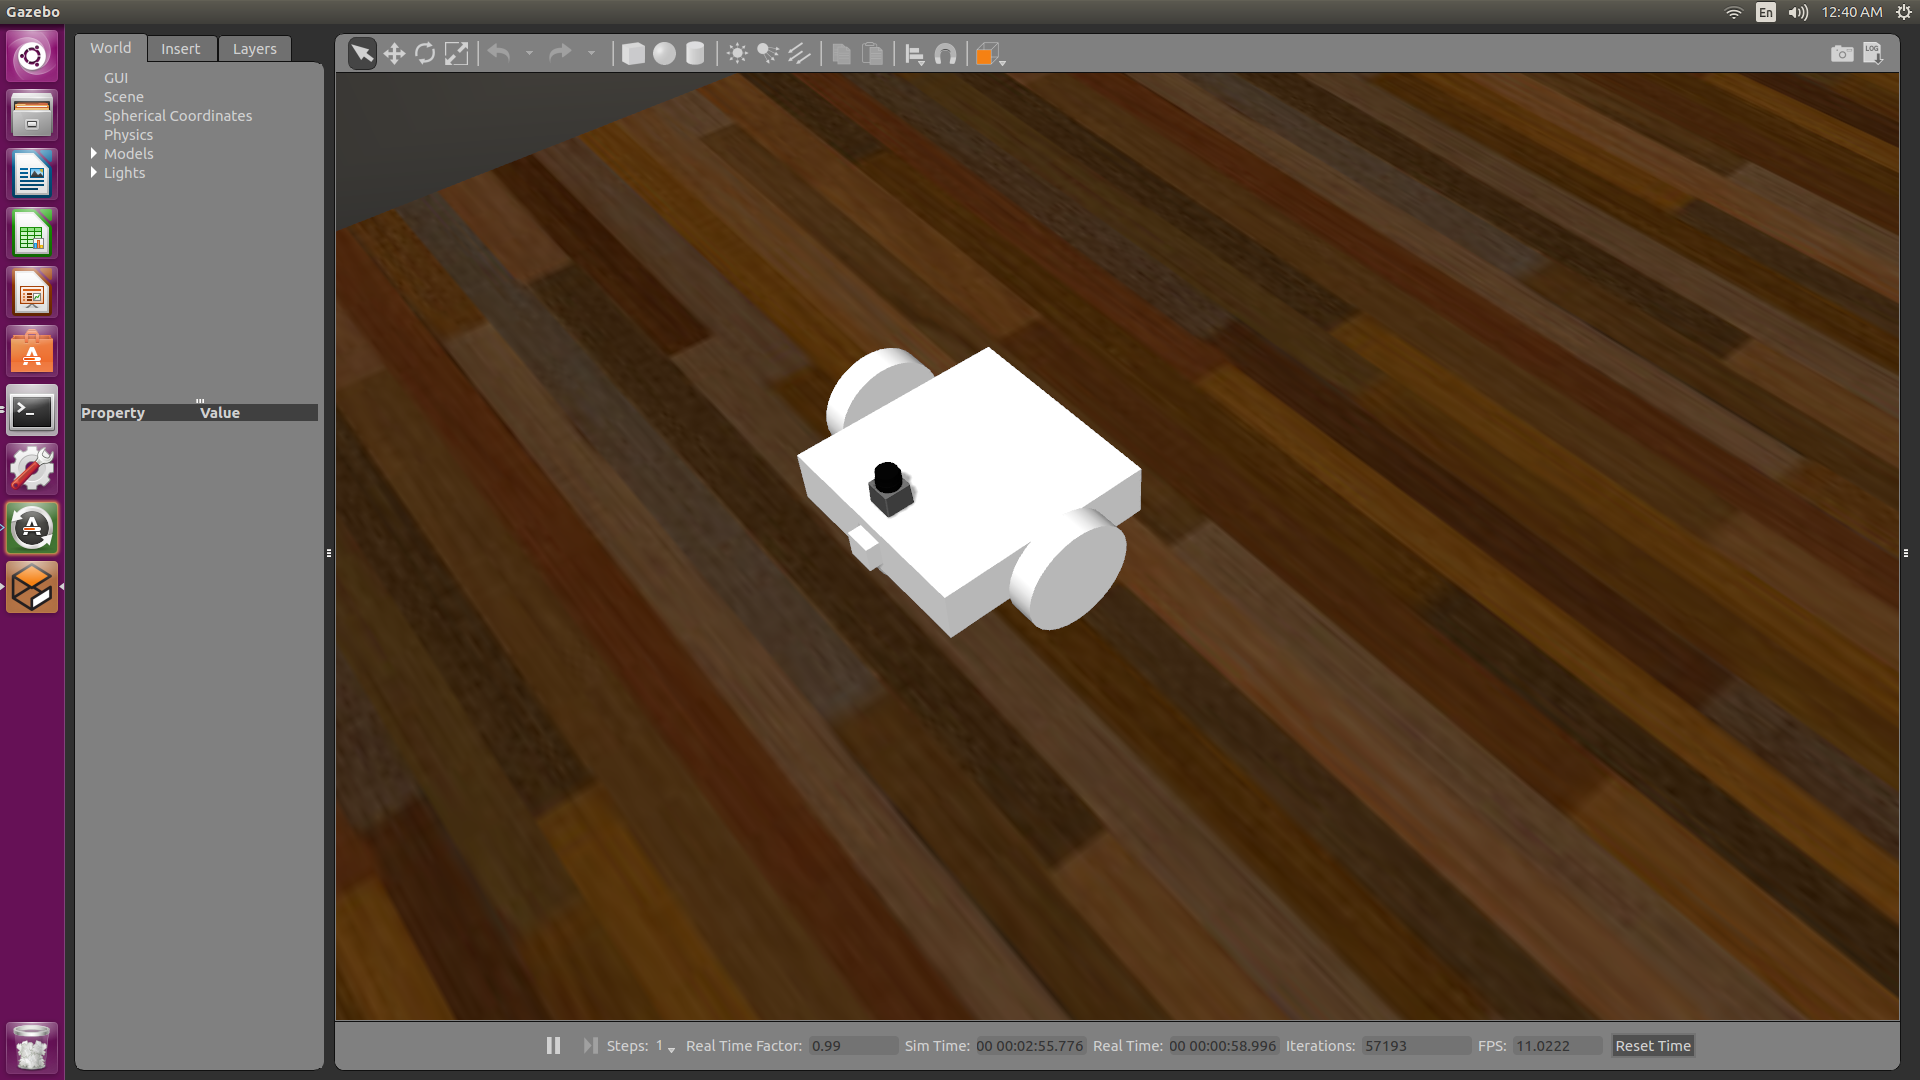 Gazebo
En
12:40 AM
World Insert Layers
LOG
GUI
Scene
Spherical Coordinates
Physics
Models
Lights
Property Value
Steps: 1 Real Time Factor: 0.99 Sim Time: 00 00:02:55.776 Real Time: 00 00:00:58.996 Iterations: 57193 FPS: 11.0222 Reset Time